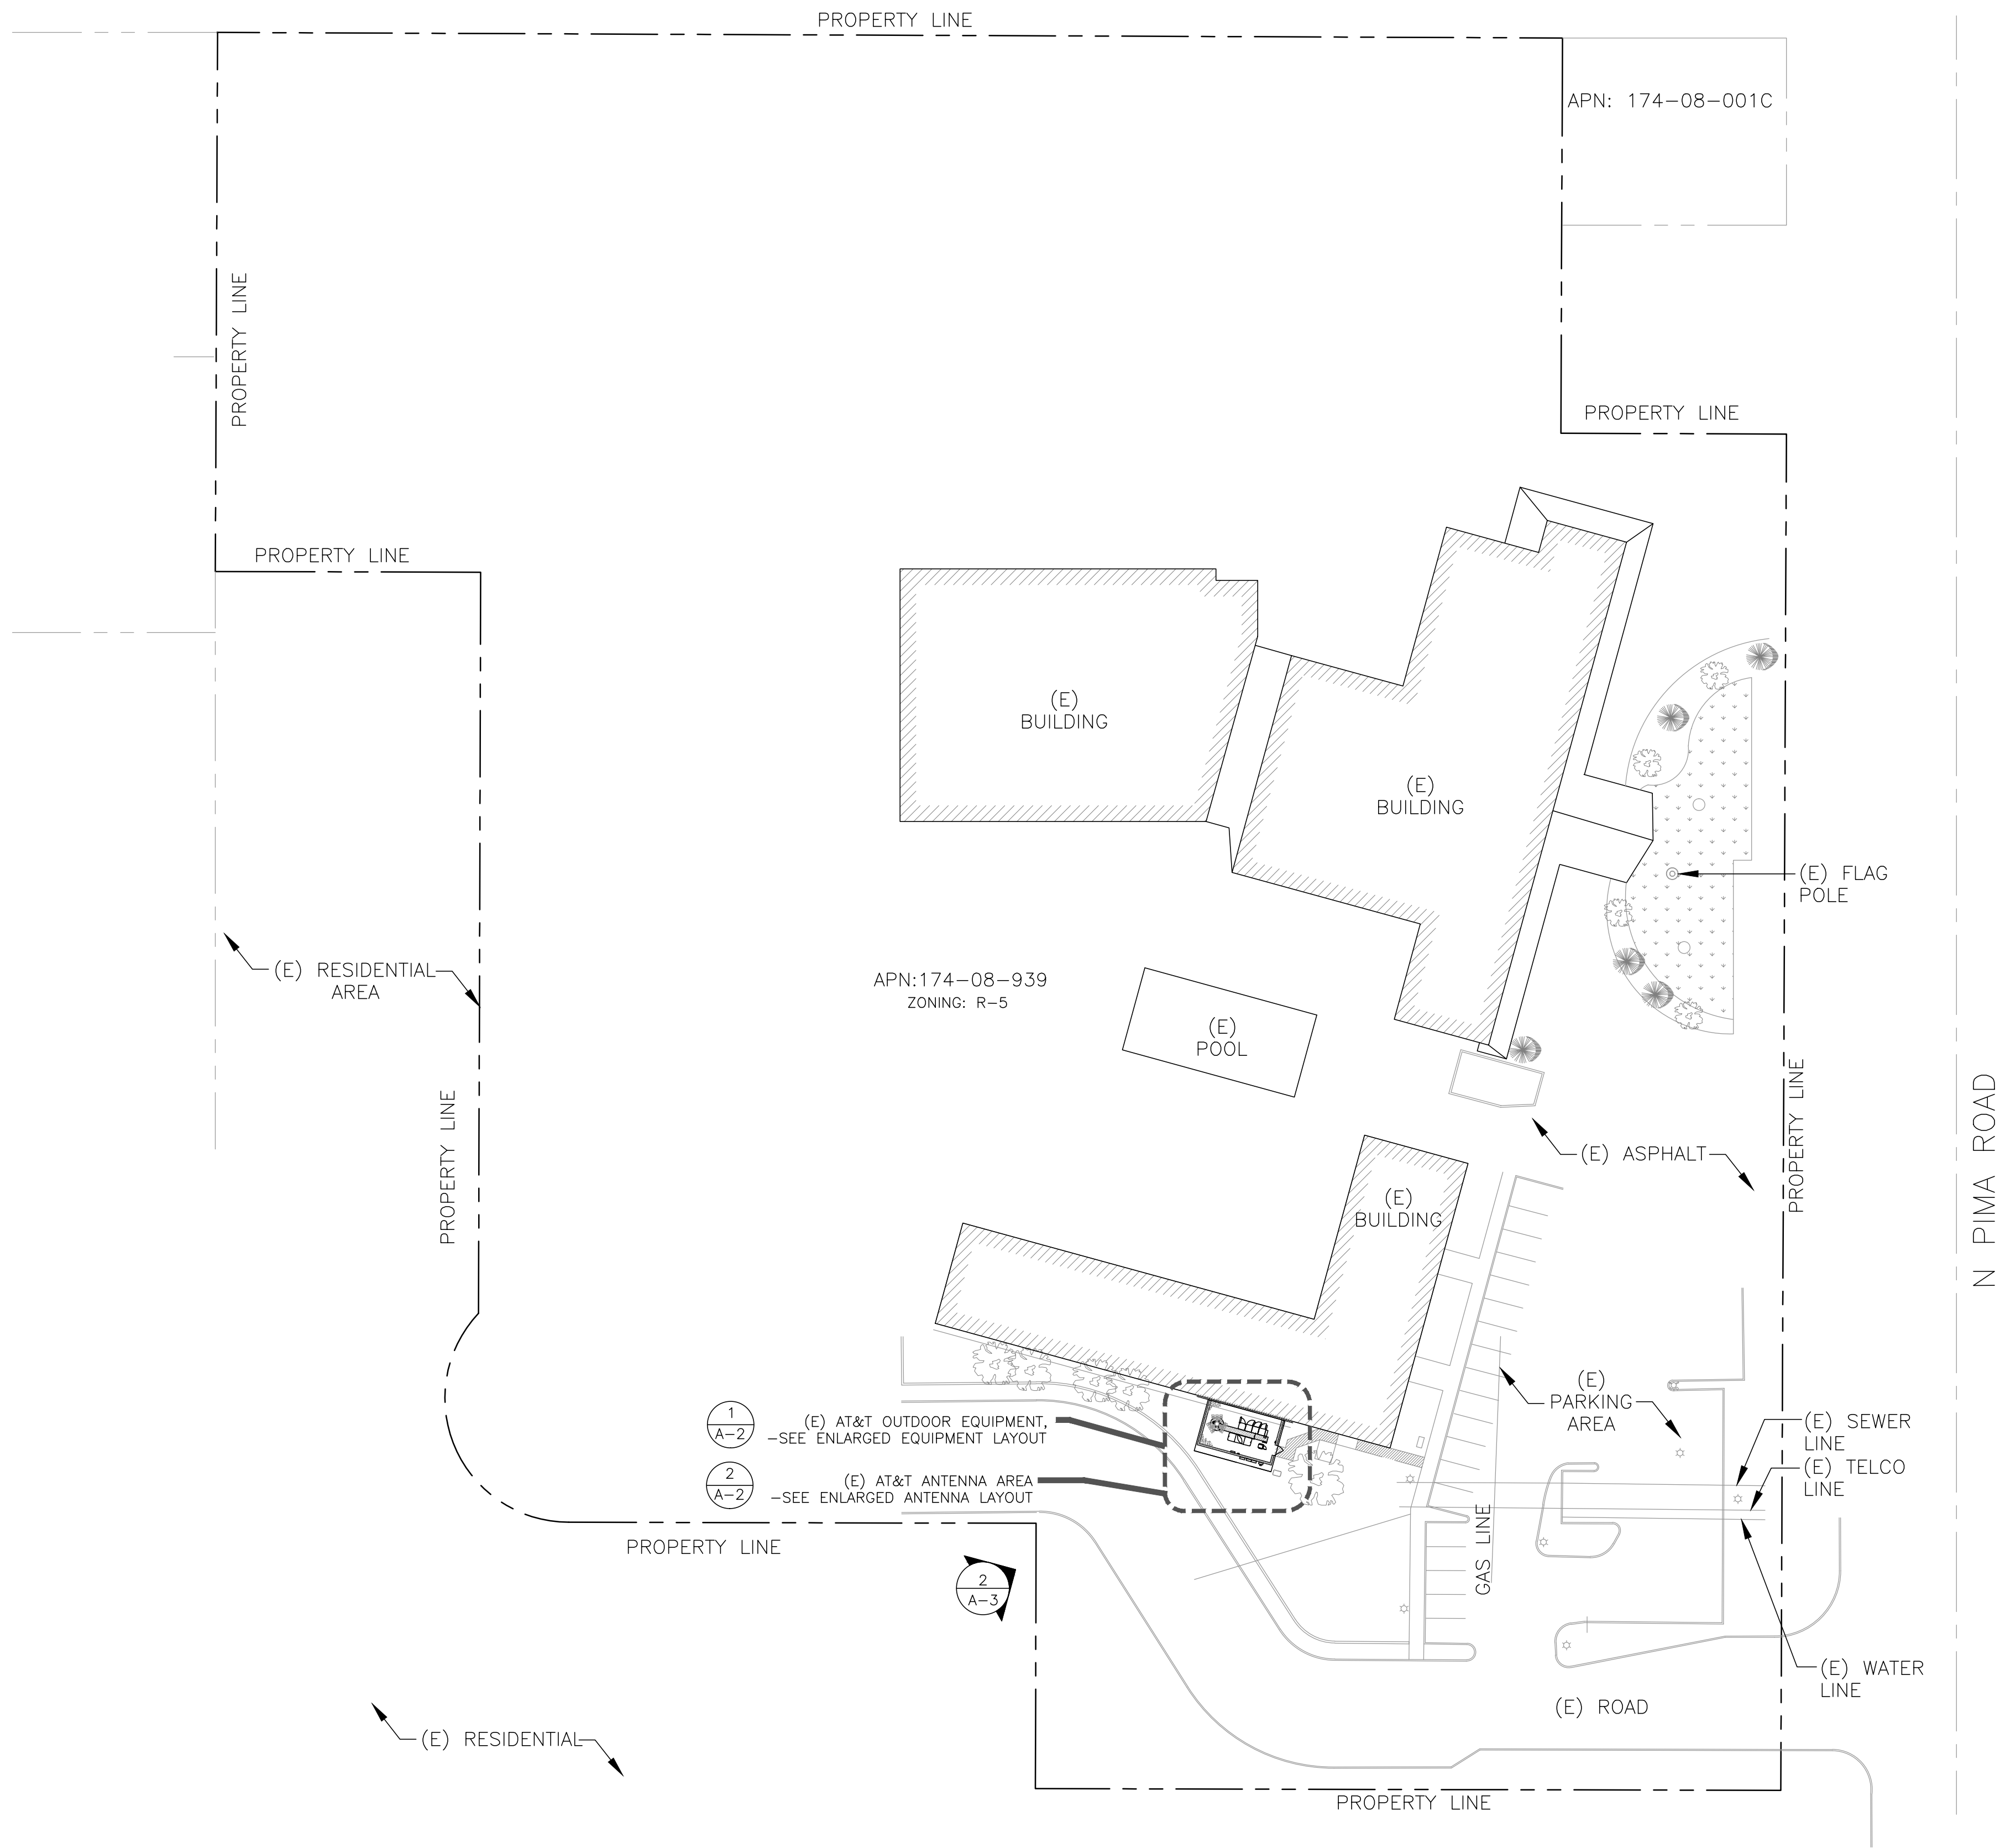 PROPERTY LINE
APN: 174-08-001C
PROPERTY LINE
PROPERTY LINE
PROPERTY LINE
(E)
BUILDING
(E)
BUILDING
(E) FLAG
POLE
(E) RESIDENTIAL
AREA
APN:174-08-939
ZONING: R-5
(E)
POOL
PROPERTY LINE
PROPERTY LINE
N PIMA ROAD
(E) ASPHALT
(E)
BUILDING
(E)
PARKING
AREA
1
A-2
(E) AT&T OUTDOOR EQUIPMENT,
-SEE ENLARGED EQUIPMENT LAYOUT
2
A-2
(E) AT&T ANTENNA AREA
-SEE ENLARGED ANTENNA LAYOUT
(E) SEWER
LINE
(E) TELCO
LINE
GAS LINE
PROPERTY LINE
2
A-3
(E) WATER
LINE
(E) ROAD
(E) RESIDENTIAL
PROPERTY LINE